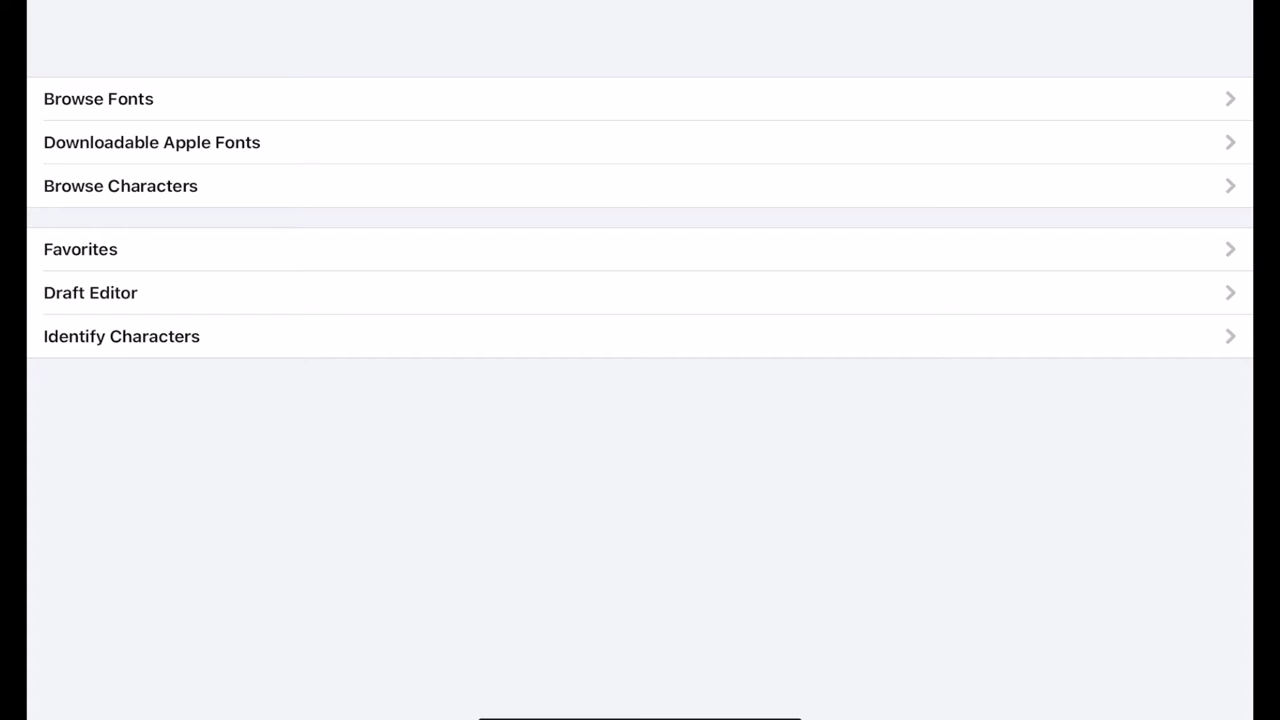 Browse Fonts
Downloadable Apple Fonts
Browse Characters
Favorites
Draft Editor
Identify Characters